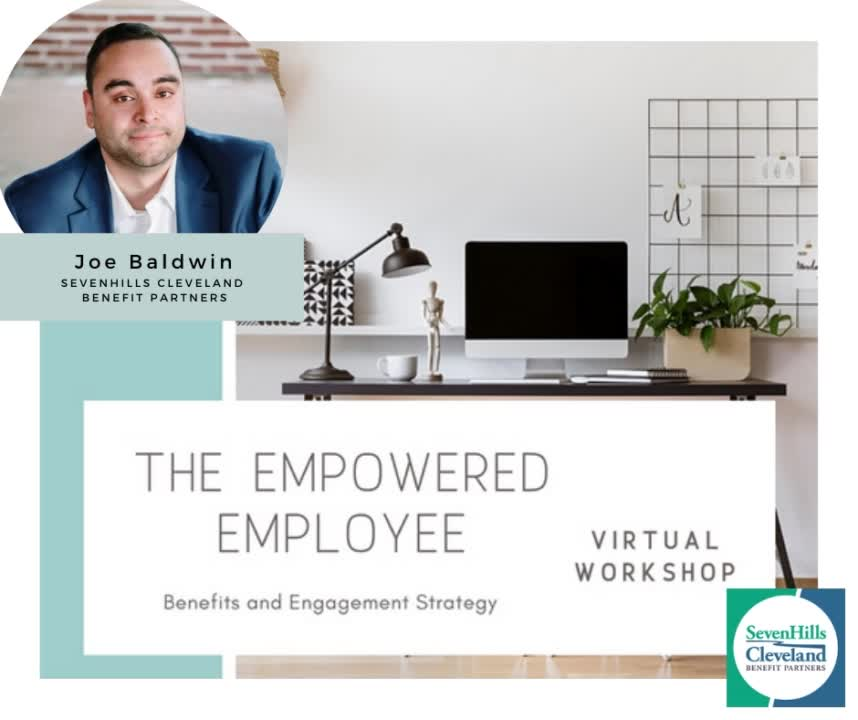 Joe Baldwin
SEVENHILLS CLEVELAND
BENEFIT PARTNERS
A
THE EMPOWERED
EMPLOYEE
Benefits and Engagement Strategy
VIRTUAL
WORKSHOP
SevenHills
Cleveland
BENEFIT PARTNERS